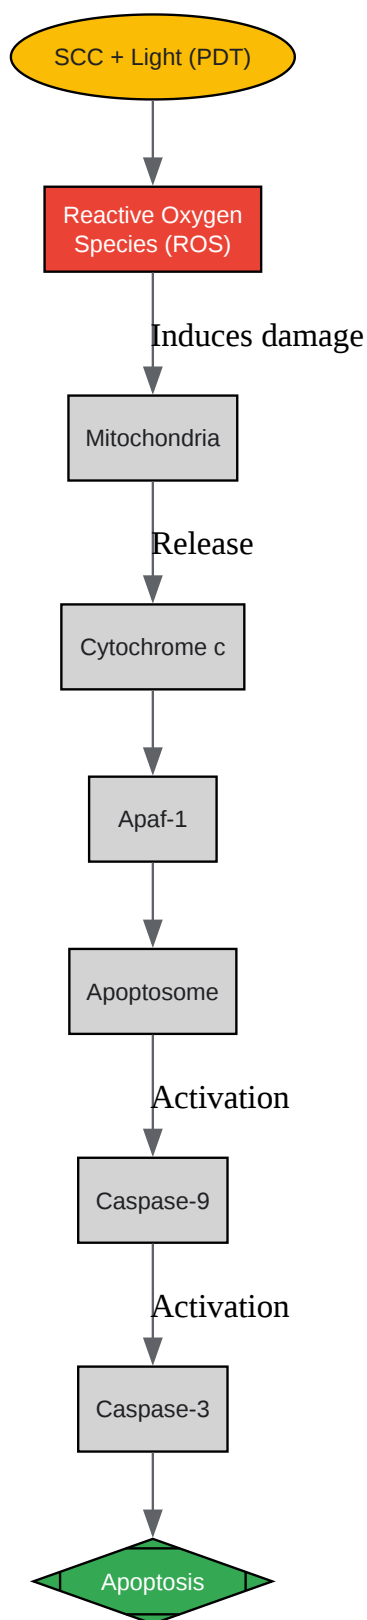 SCC + Light (PDT)
Reactive Oxygen
Species (ROS)
Induces damage
Mitochondria
Release
Cytochrome c
Apaf-1
Apoptosome
Activation
Caspase-9
Activation
Caspase-3
Apoptosis